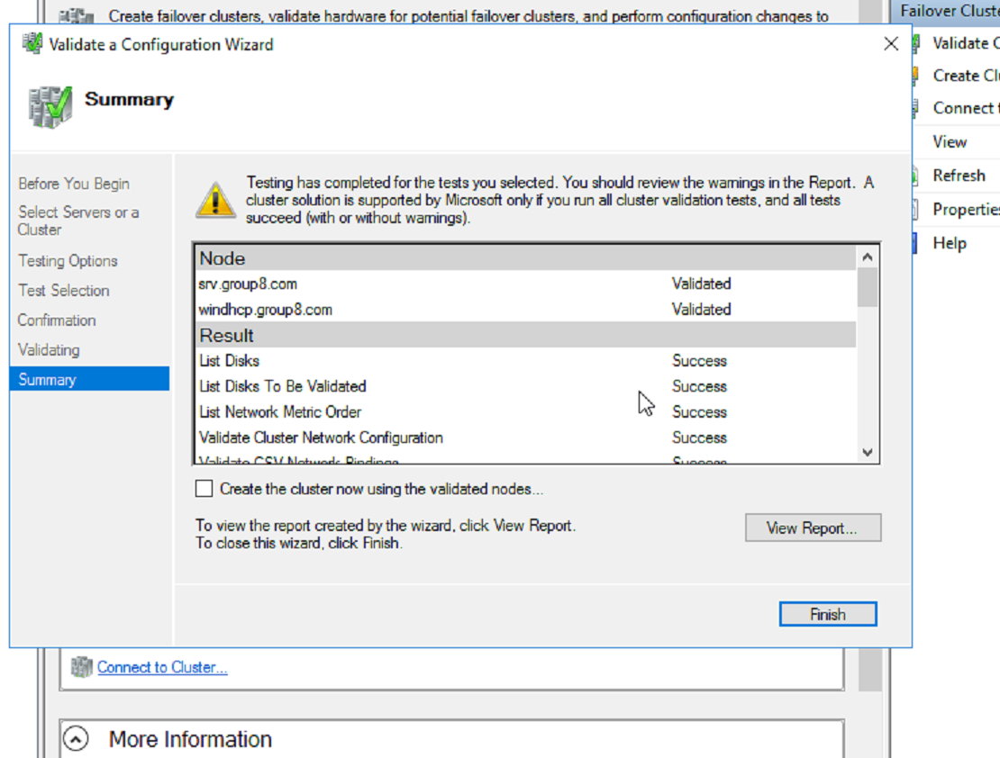 Create failover clusters, validate hardware for potential failover clusters, and perform configuration changes to
Failover Cluste
Validate a Configuration Wizard
Validate C
Create Cl
Connect t
View
Refresh
Propertie
Help
Summary
Before You Begin
Select Servers or a
Cluster
Testing Options
Test Selection
Confirmation
Validating
Summary
Testing has completed for the tests you selected. You should review the warnings in the Report. A
cluster solution is supported by Microsoft only if you run all cluster validation tests, and all tests
succeed (with or without warnings).
Node
srv.group8.com Validated
windhcp.group8.com Validated
Result
List Disks Success
List Disks To Be Validated Success
List Network Metric Order Success
Validate Cluster Network Configuration Success
Validate CSV Network Bindings Success
Create the cluster now using the validated nodes...
To view the report created by the wizard, click View Report.
To close this wizard, click Finish.
View Report...
Finish
Connect to Cluster...
More Information